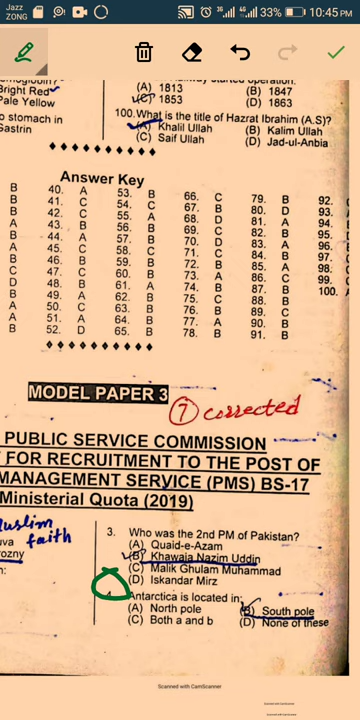 Jazz
ZONG
33% 10:45 PM
Bright Red
Pale Yellow
o stomach in
Gastrin
(A) 1813
(B) 1847
(C) 1853
(D) 1863
100. What is the title of Hazrat Ibrahim (A.S)?
(A) Khalil Ullah
(B) Kalim Ullah
(C) Saif Ullah
(D) Jad-ul-Anbia
Answer Key
B 40. A 53. B 66. C 79. B 92.
B 41. C 54. C 67. B 80. D 93.
B 42. C 55. A 68. D 81. A 94.
A 43. B 56. B 69. C 82. B 95.
B 44. A 57. B 70. D 83. A 96.
A 45. C 58. C 71. C 84. B 97.
C 46. B 59. B 72. B 85. A 98.
D 47. C 60. B 73. A 86. C 99.
B 48. B 61. A 74. B 87. B 100. A
A 49. B 62. B 75. C 88. B
A 50. C 63. B 76. B 89. C
B 51. A 64. B 77. A 90. B
52. D 65. B 78. B 91. B
MODEL PAPER 3
7 corrected
PUBLIC SERVICE COMMISSION
FOR RECRUITMENT TO THE POST OF
MANAGEMENT SERVICE (PMS) BS-17
Ministerial Quota (2019)
Muslim
faith
uva
rozny
n:
3. Who was the 2nd PM of Pakistan?
(A) Quaid-e-Azam
(B) Khawaja Nazim Uddin
(C) Malik Ghulam Muhammad
(D) Iskandar Mirz
Antarctica is located in:
(A) North pole
(B) South pole
(C) Both a and b
(D) None of these
Scanned with CamScanner
Scanned with CamScanner
Scanned with CamScanner